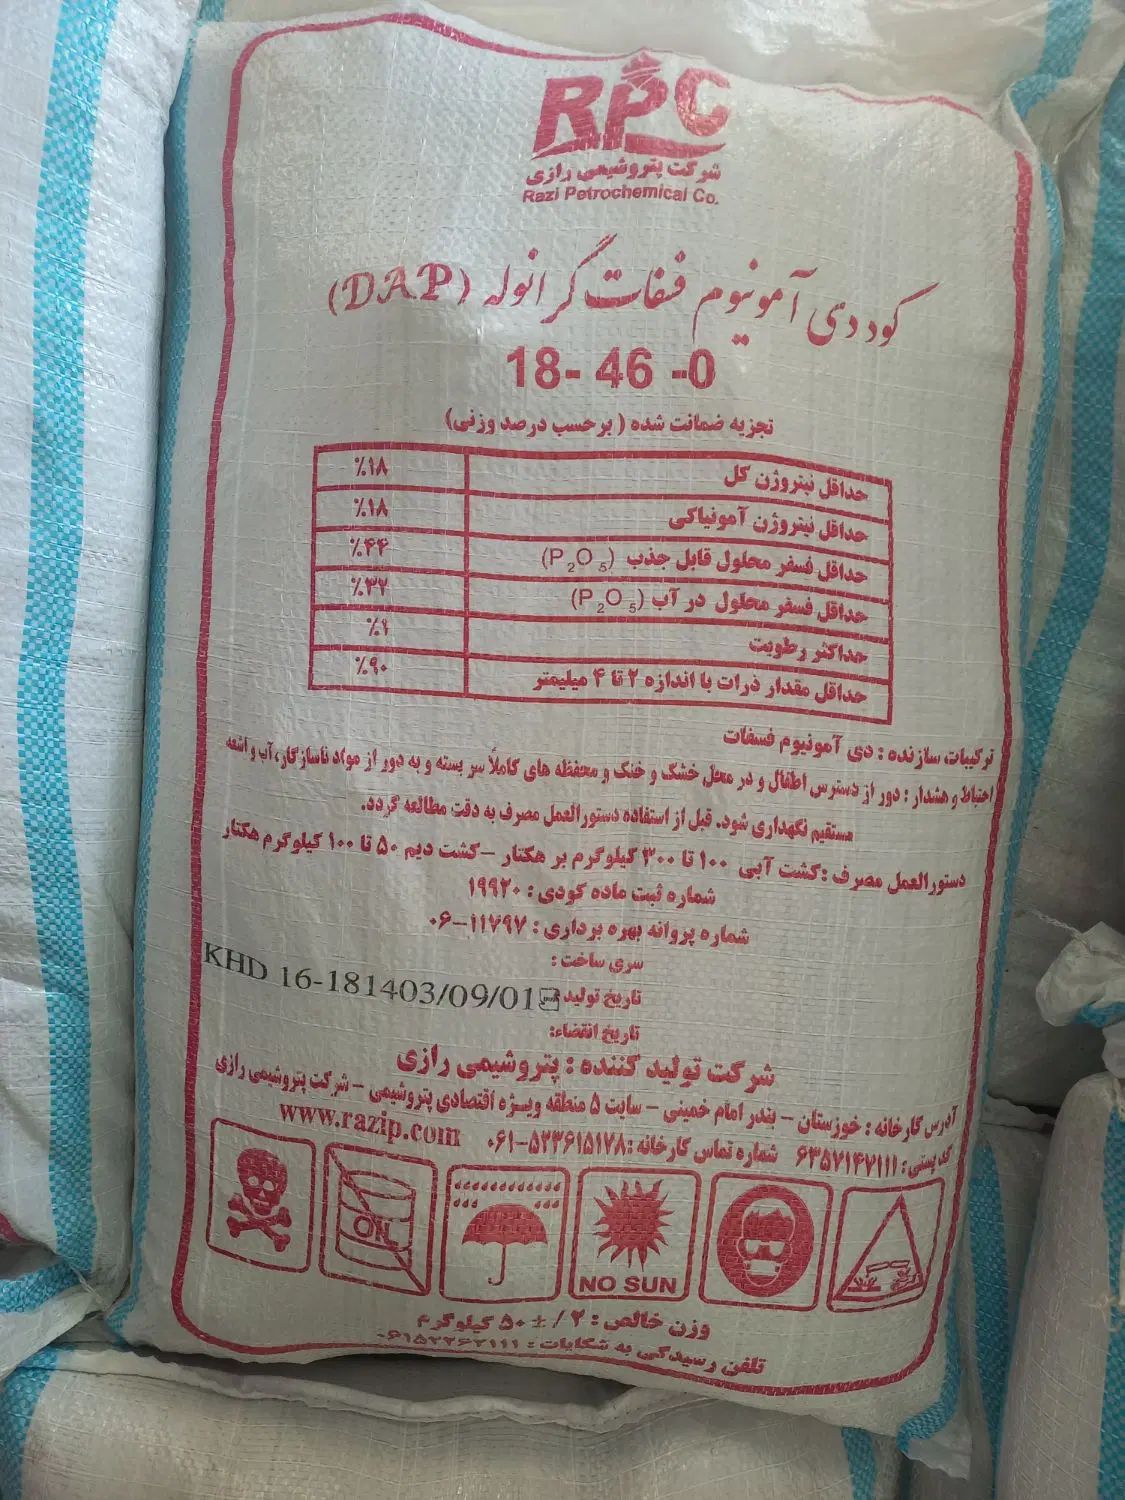 RPC
شرکت پتروشیمی رازی
Razi Petrochemical Co.
کود دی آمونیوم فسفات گرانوله (DAP)
18- 46 -0
تجزیه ضمانت شده ( برحسب درصد وزنی)
حداقل نیتروژن کل ٪۱۸
حداقل نیتروژن آمونیاکی ٪۱۸
حداقل فسفر محلول قابل جذب (P2O5) ٪۴۴
حداقل فسفر محلول در آب (P2O5) ٪۳۷
حداکثر رطوبت ٪۱
حداقل مقدار ذرات با اندازه ۲ تا ۴ میلیمتر ٪۹۰
ترکیبات سازنده : دی آمونیوم فسفات
احتیاط و هشدار : دور از دسترس اطفال و در محل خشک و خنک و محفظه های کاملاً سر بسته و به دور از مواد ناسازگار، آب و اشعه
مستقیم نگهداری شود. قبل از استفاده دستورالعمل مصرف به دقت مطالعه گردد.
دستورالعمل مصرف :کشت آبی ۱۰۰ تا ۳۰۰ کیلوگرم بر هکتار -کشت دیم ۵۰ تا ۱۰۰ کیلوگرم هکتار
شماره ثبت ماده کودی : ۱۹۹۲۰
شماره پروانه بهره برداری : ۱۱۷۹۷-۰۶
سری ساخت :
تاریخ تولید
KHD 16-181403/09/01
تاریخ انقضاء:
شرکت تولید کننده : پتروشیمی رازی
آدرس کارخانه : خوزستان - بندر امام خمینی - سایت ۵ منطقه ویژه اقتصادی پتروشیمی - شرکت پتروشیمی رازی
کد پستی : ۶۳۵۷۱۴۷۱۱۱ شماره تماس کارخانه :۰۶۱-۵۲۲۶۱۵۱۷۸ www.razip.com
OIL
NO SUN
وزن خالص : ۲ / ± ۵۰ کیلوگرم
تلفن رسیدگی به شکایات : ۰۶۱۵۲۲۶۲۱۱۱